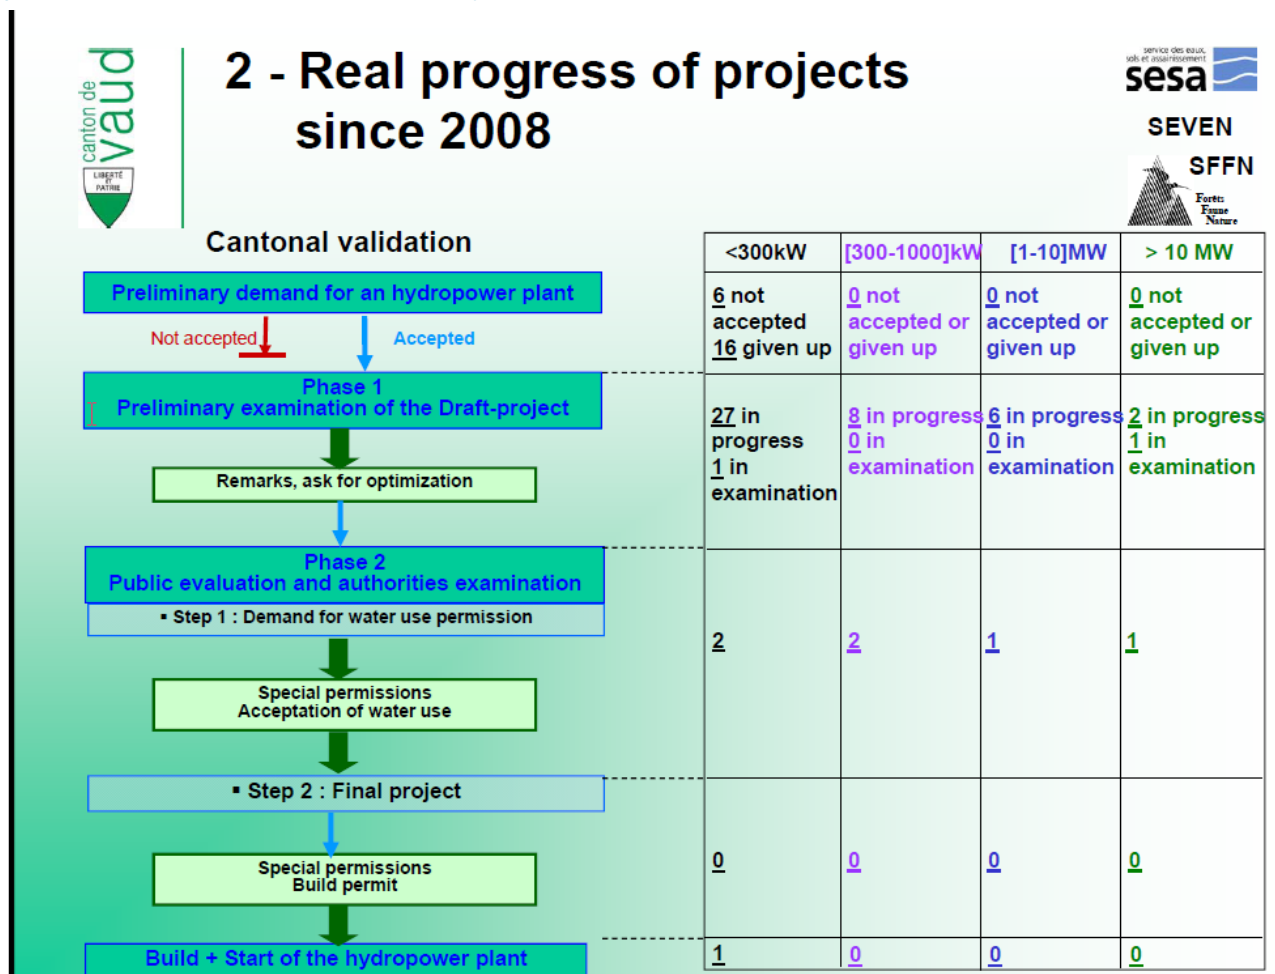 canton de
vaud
LIBERTÉ
ET
PATRIE
2 - Real progress of projects
since 2008
service des eaux,
sols et assainissement
sesa
SEVEN
SFFN
Forêts
Faune
Nature
Cantonal validation
Preliminary demand for an hydropower plant
Not accepted
Accepted
Phase 1
Preliminary examination of the Draft-project
Remarks, ask for optimization
Phase 2
Public evaluation and authorities examination
▪ Step 1 : Demand for water use permission
Special permissions
Acceptation of water use
▪ Step 2 : Final project
Special permissions
Build permit
Build + Start of the hydropower plant
<300kW [300-1000]kW [1-10]MW > 10 MW
6 not 0 not 0 not 0 not
accepted accepted or accepted or accepted or
16 given up given up given up given up
27 in 8 in progress 6 in progress 2 in progress
progress 0 in 0 in 1 in
1 in examination examination examination
examination
2 2 1 1
0 0 0 0
1 0 0 0